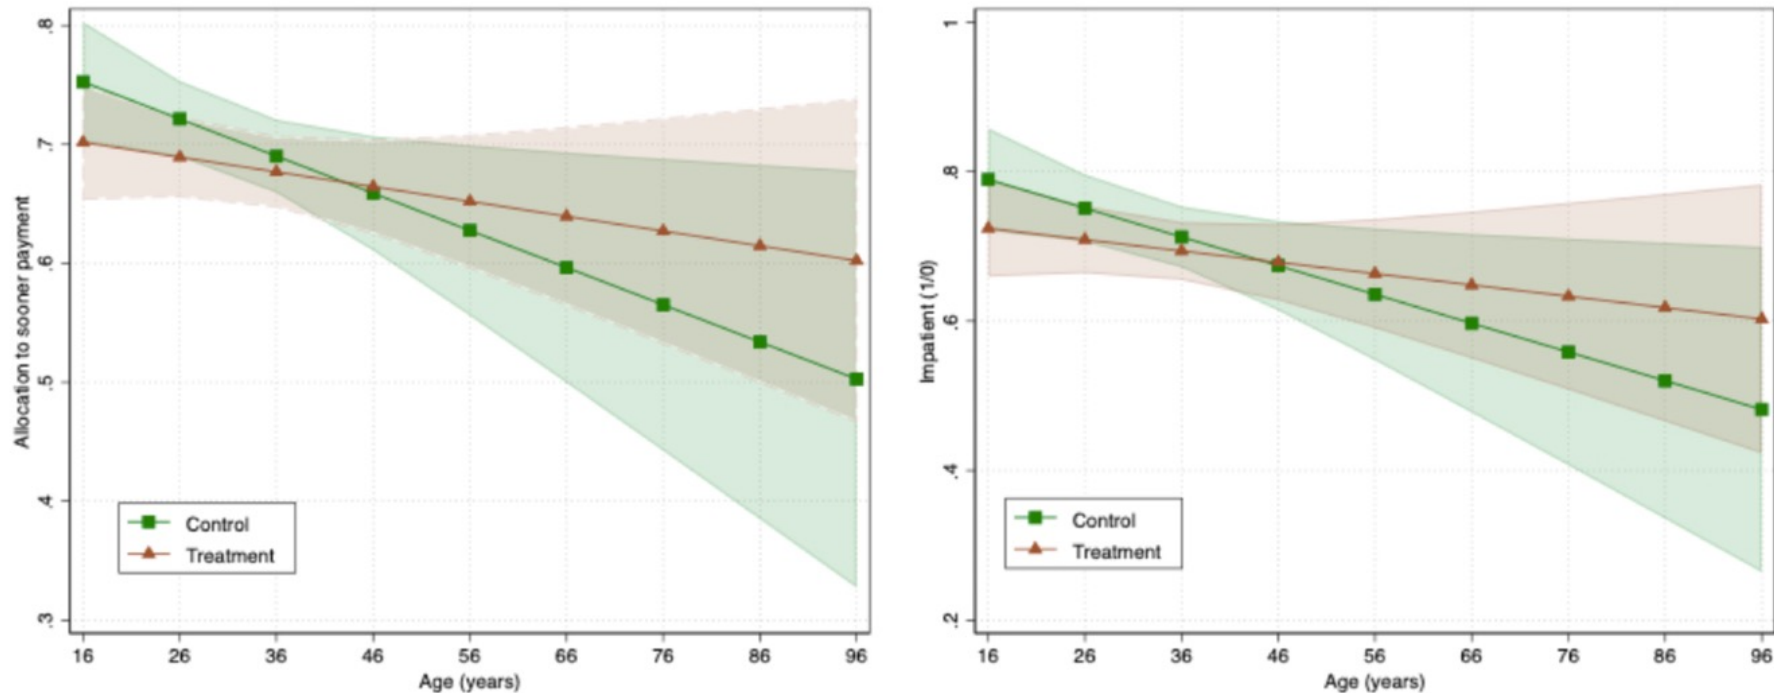 Allocation to sooner payment
.8
.7
.6
.5
.4
.3
Control
Treatment
16 26 36 46 56 66 76 86 96
Age (years)
Impatient (1/0)
1
.8
.6
.4
.2
Control
Treatment
16 26 36 46 56 66 76 86 96
Age (years)